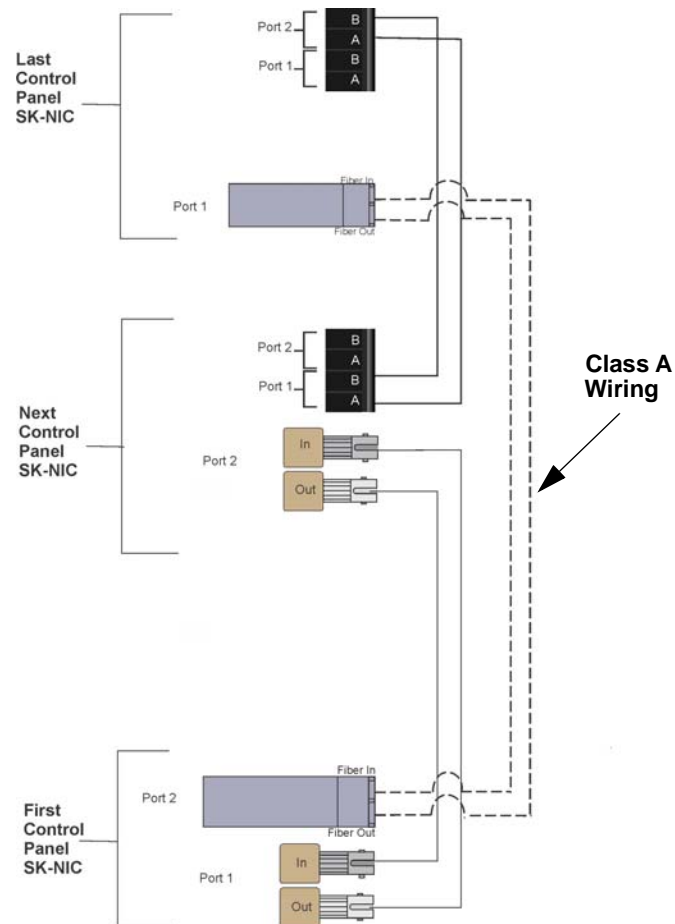 Last
Control
Panel
SK-NIC
Port 2
B
A
Port 1
B
A
Port 1
Fiber In
Fiber Out
Next
Control
Panel
SK-NIC
Port 2
B
A
Port 1
B
A
Port 2
In
Out
Class A
Wiring
First
Control
Panel
SK-NIC
Port 2
Fiber In
Fiber Out
Port 1
In
Out